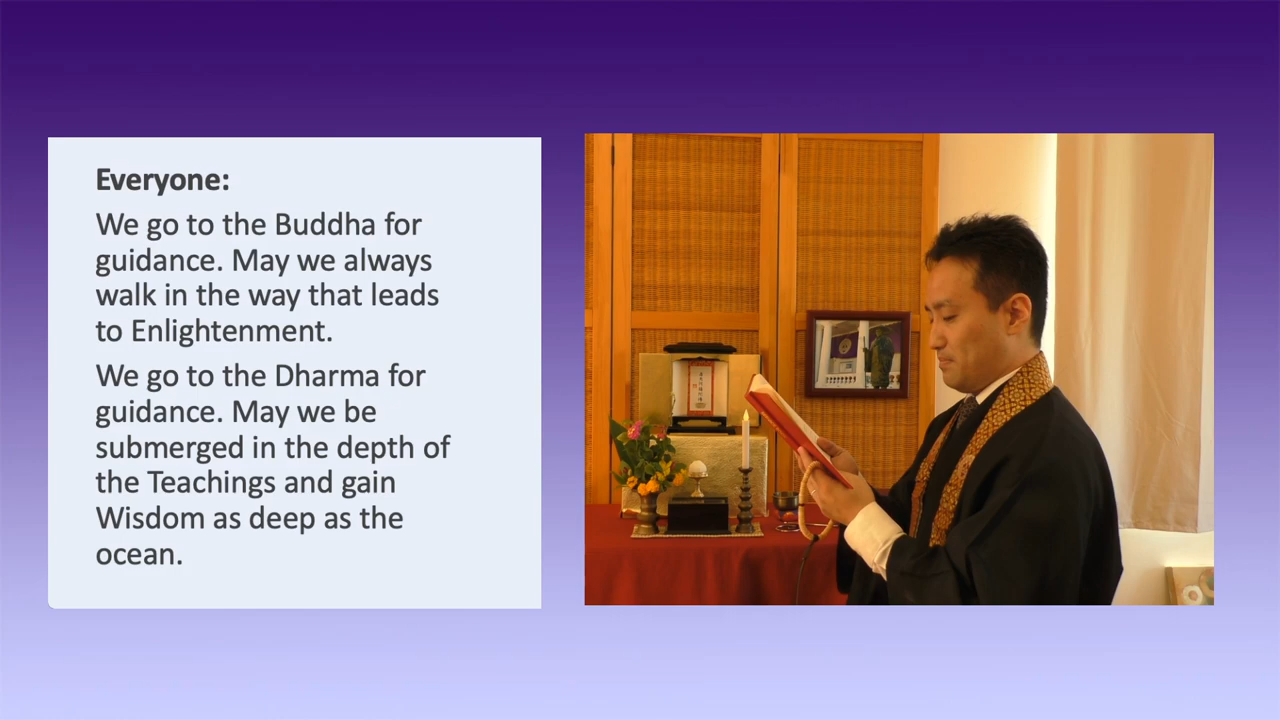 Everyone:
We go to the Buddha for
guidance. May we always
walk in the way that leads
to Enlightenment.
We go to the Dharma for
guidance. May we be
submerged in the depth of
the Teachings and gain
Wisdom as deep as the
ocean.